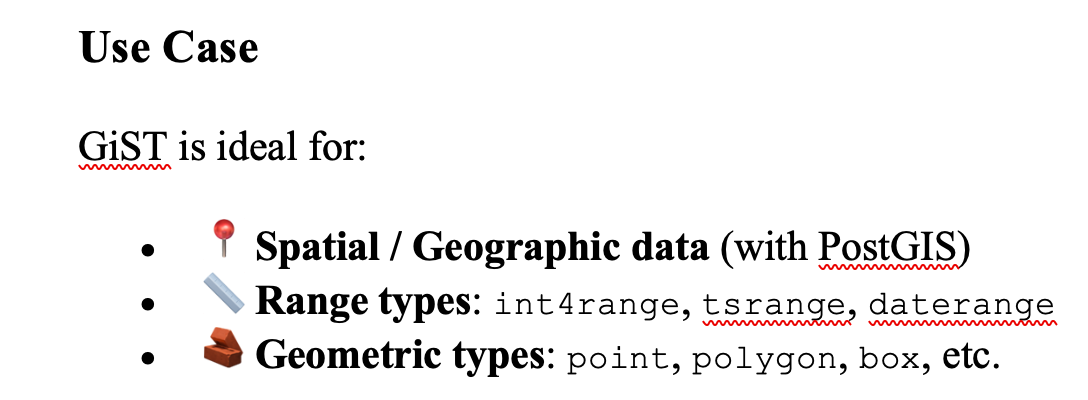 Use Case
GiST is ideal for:
• 📍 Spatial / Geographic data (with PostGIS)
• 📏 Range types: int4range, tsrange, daterange
• 🧱 Geometric types: point, polygon, box, etc.